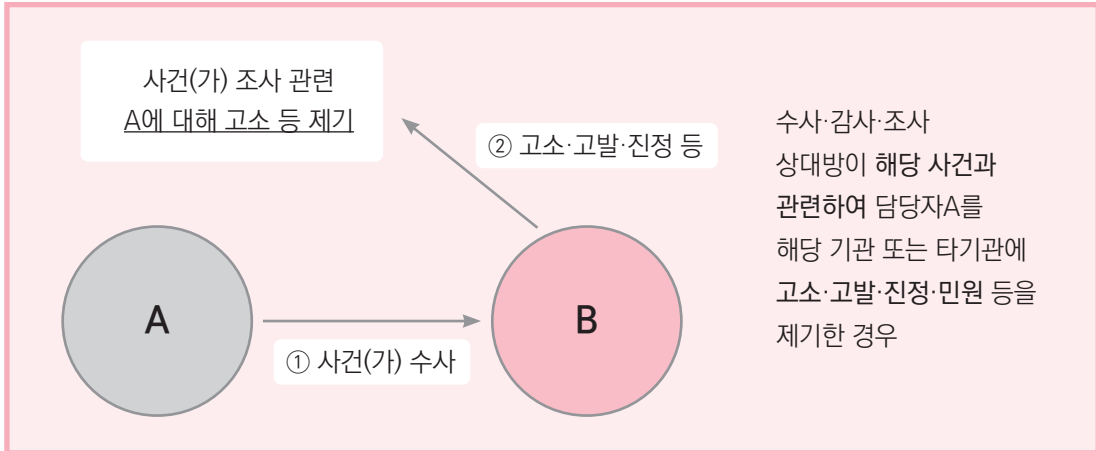 사건(가) 조사 관련
A에 대해 고소 등 제기
② 고소·고발·진정 등
A
① 사건(가) 수사
B
수사·감사·조사
상대방이 해당 사건과
관련하여 담당자A를
해당 기관 또는 타기관에
고소·고발·진정·민원 등을
제기한 경우